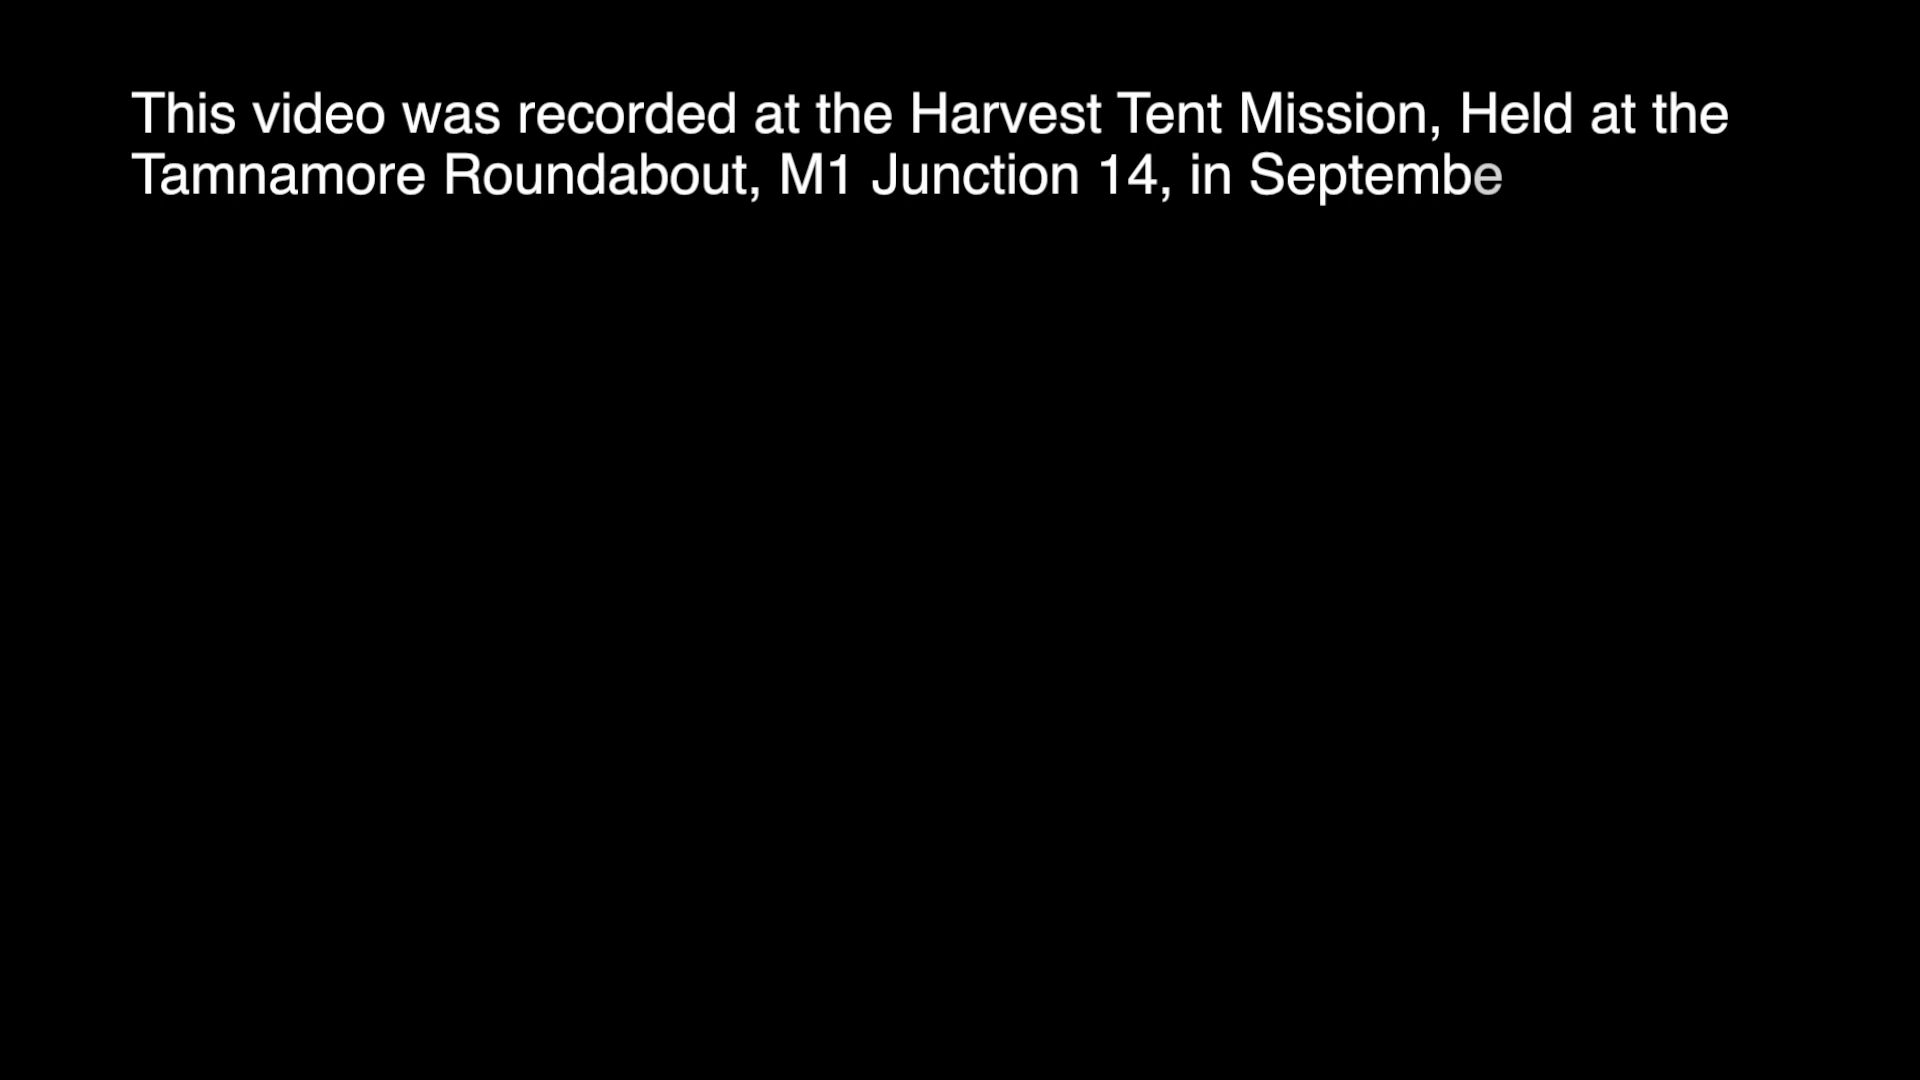 This video was recorded at the Harvest Tent Mission, Held at the
Tamnamore Roundabout, M1 Junction 14, in Septembe